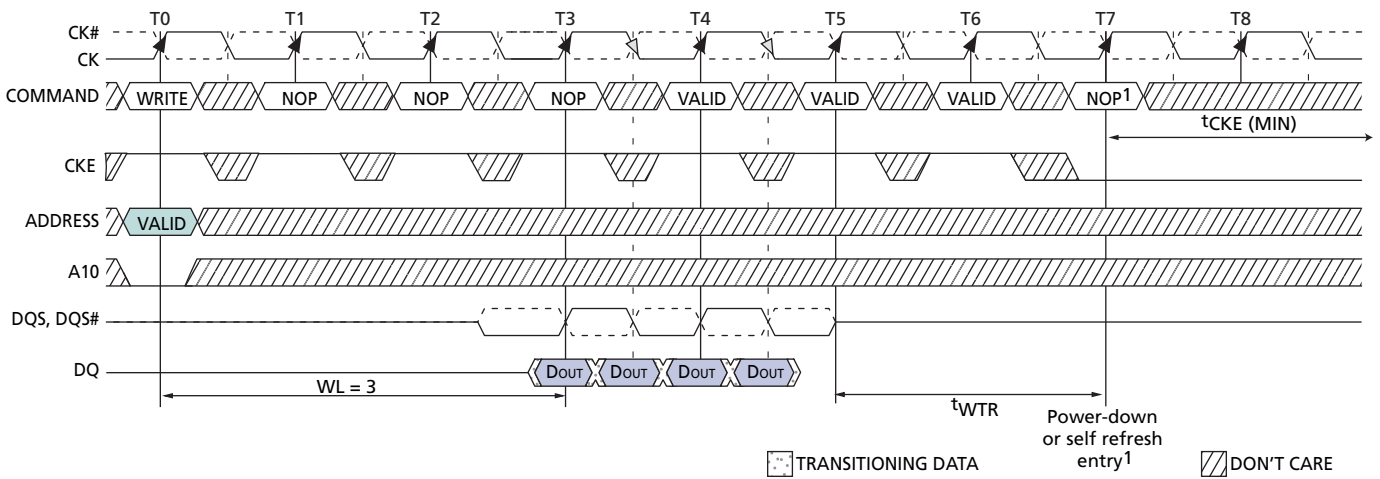 T0 T1 T2 T3 T4 T5 T6 T7 T8
CK#
CK
COMMAND WRITE NOP NOP NOP VALID VALID VALID NOP1
tCKE (MIN)
CKE
ADDRESS VALID
A10
DQS, DQS#
DQ DOUT DOUT DOUT DOUT
WL = 3
tWTR
Power-down
or self refresh
entry1
TRANSITIONING DATA DON'T CARE